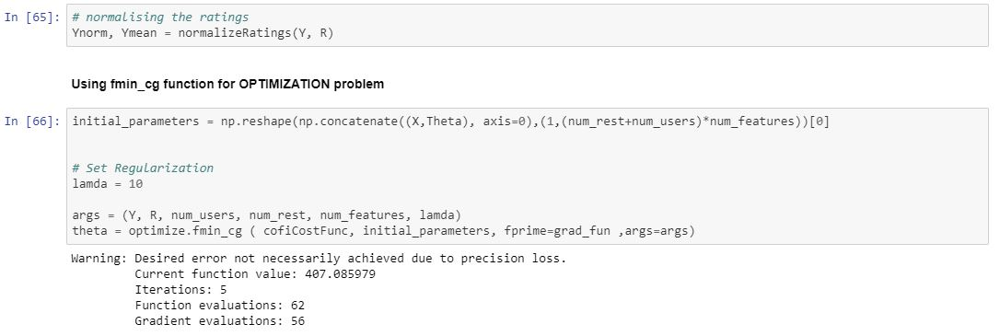 In [65]: # normalising the ratings
Ynorm, Ymean = normalizeRatings(Y, R)
Using fmin_cg function for OPTIMIZATION problem
In [66]: initial_parameters = np.reshape(np.concatenate((X,Theta), axis=0),(1,(num_rest+num_users)*num_features))[0]
# Set Regularization
lamda = 10
args = (Y, R, num_users, num_rest, num_features, lamda)
theta = optimize.fmin_cg ( cofiCostFunc, initial_parameters, fprime=grad_fun ,args=args)
Warning: Desired error not necessarily achieved due to precision loss.
Current function value: 407.085979
Iterations: 5
Function evaluations: 62
Gradient evaluations: 56